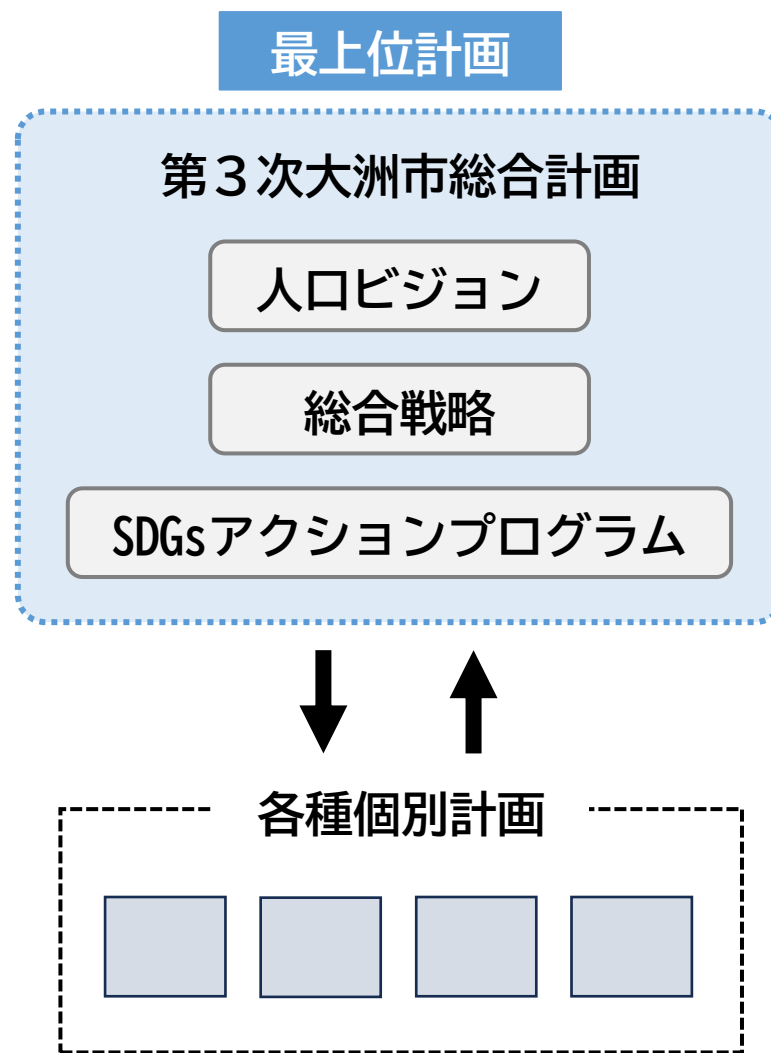 最上位計画
第３次大洲市総合計画
人口ビジョン
総合戦略
SDGsアクションプログラム
各種個別計画